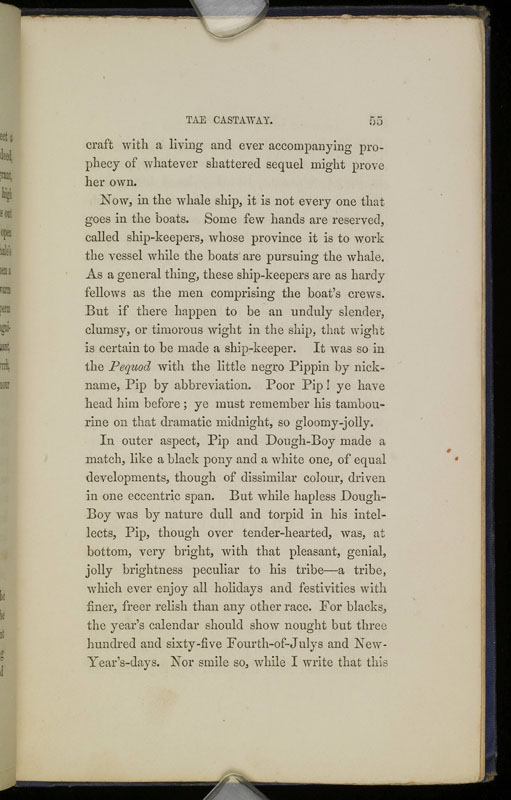 TAE CASTAWAY. 55
craft with a living and ever accompanying pro-
phecy of whatever shattered sequel might prove
her own.
Now, in the whale ship, it is not every one that
goes in the boats. Some few hands are reserved,
called ship-keepers, whose province it is to work
the vessel while the boats are pursuing the whale.
As a general thing, these ship-keepers are as hardy
fellows as the men comprising the boat's crews.
But if there happen to be an unduly slender,
clumsy, or timorous wight in the ship, that wight
is certain to be made a ship-keeper. It was so in
the Pequod with the little negro Pippin by nick-
name, Pip by abbreviation. Poor Pip! ye have
head him before; ye must remember his tambou-
rine on that dramatic midnight, so gloomy-jolly.
In outer aspect, Pip and Dough-Boy made a
match, like a black pony and a white one, of equal
developments, though of dissimilar colour, driven
in one eccentric span. But while hapless Dough-
Boy was by nature dull and torpid in his intel-
lects, Pip, though over tender-hearted, was, at
bottom, very bright, with that pleasant, genial,
jolly brightness peculiar to his tribe—a tribe,
which ever enjoy all holidays and festivities with
finer, freer relish than any other race. For blacks,
the year's calendar should show nought but three
hundred and sixty-five Fourth-of-Julys and New-
Year's-days. Nor smile so, while I write that this